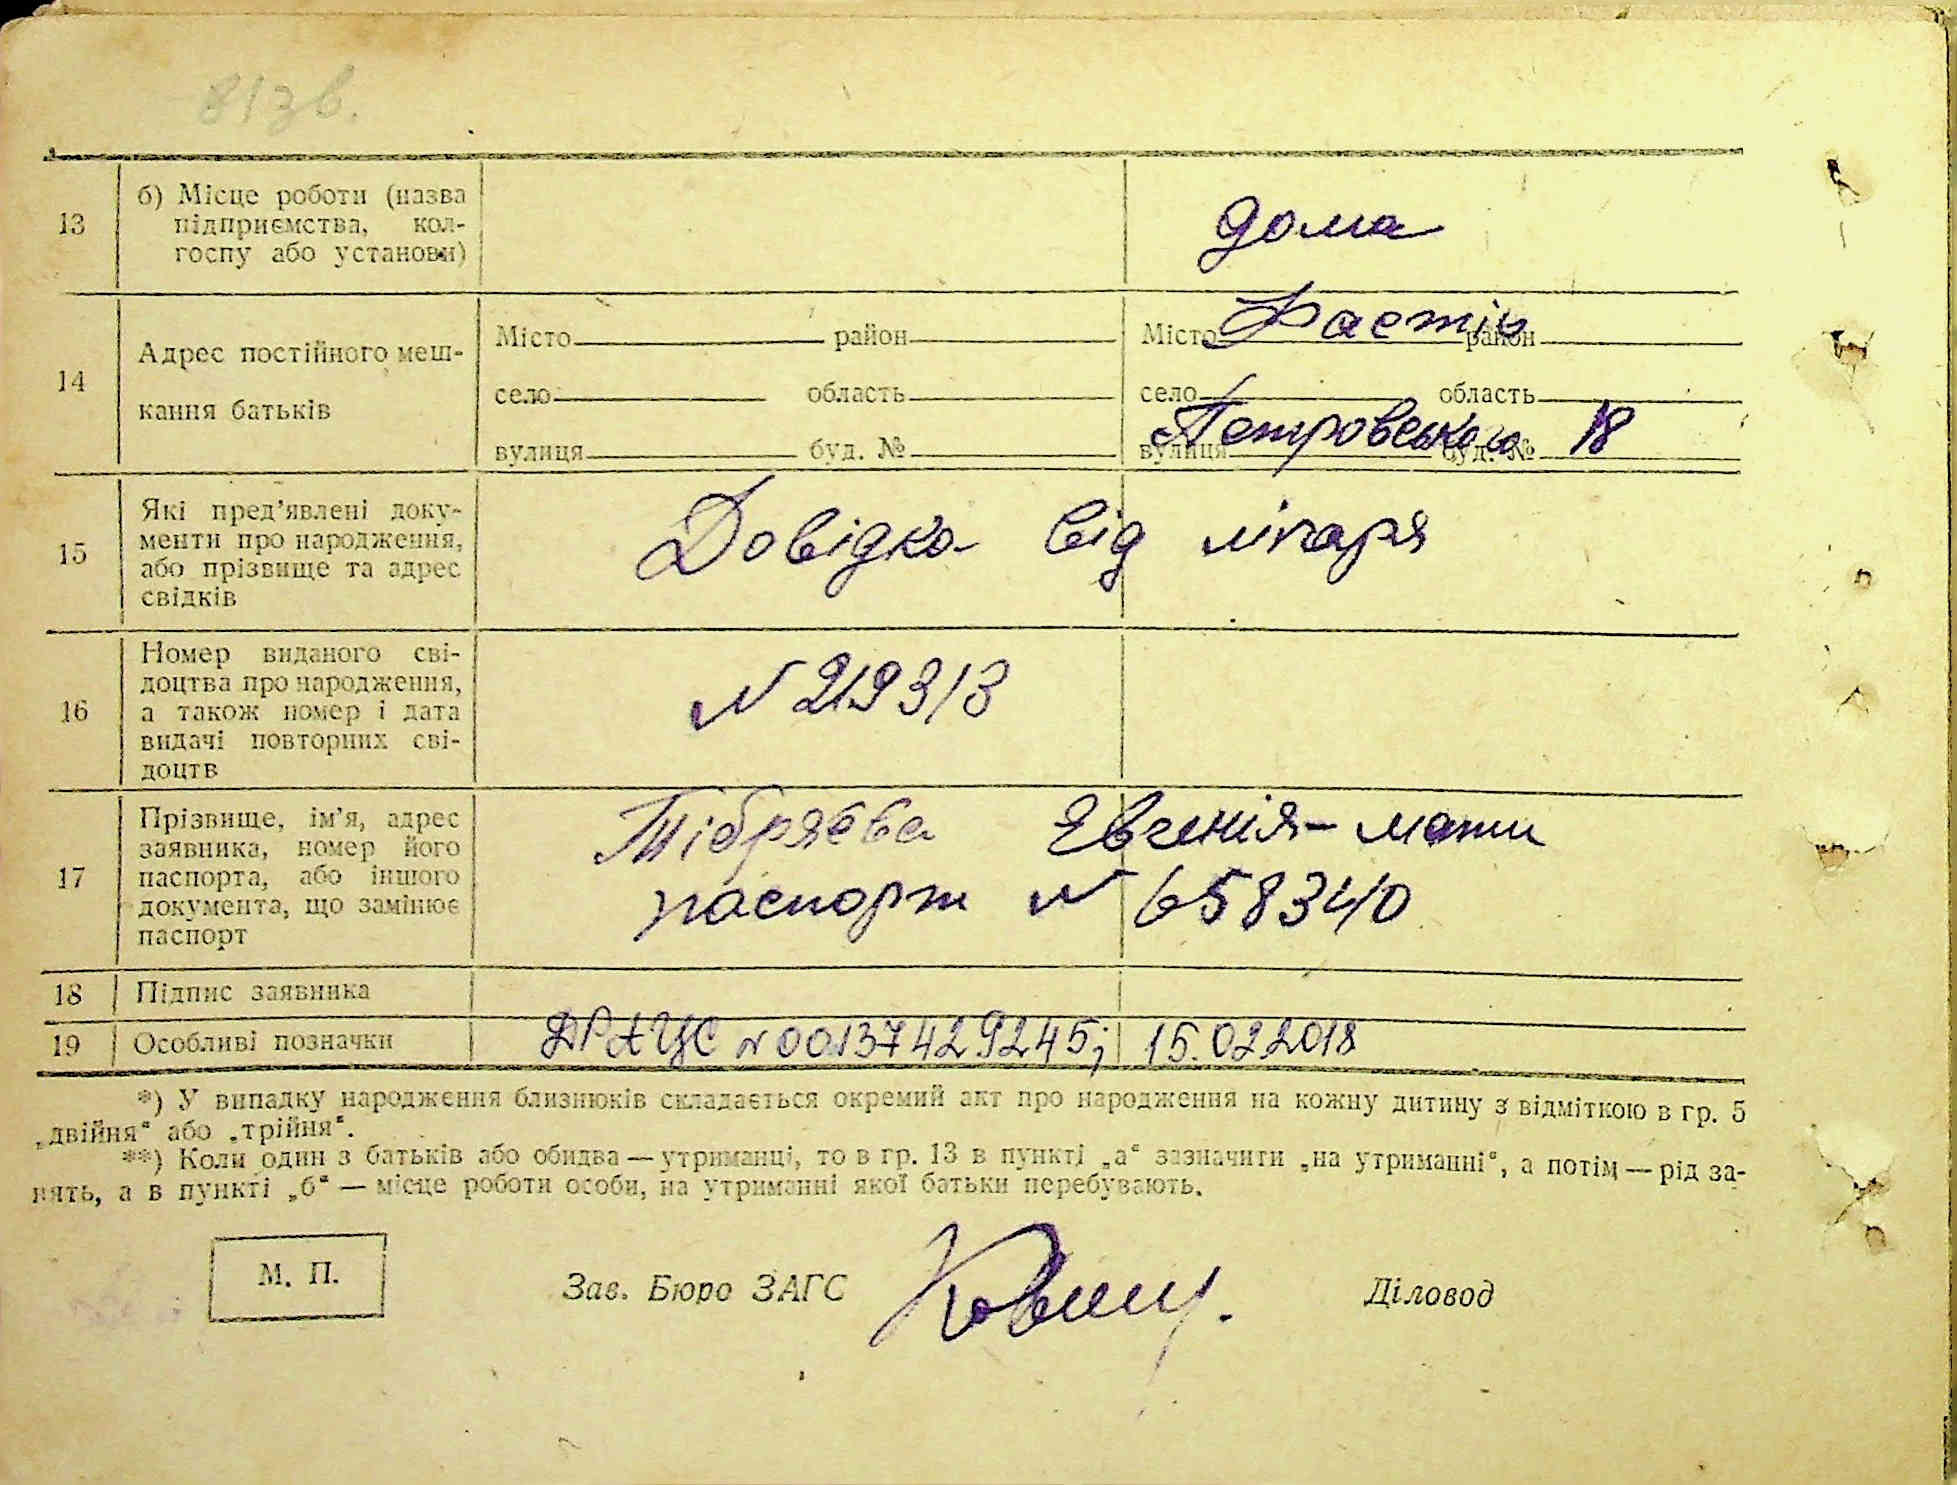 81зв.
13 б) Місце роботи (назва
підприємства, кол-
госпу або установи)
дома
14 Адрес постійного меш-
кання батьків
Місто район Місто Фастів район
село область село область
вулиця буд. № вулиця Петровського буд. № 18
15 Які пред'явлені доку-
менти про народження,
або прізвище та адрес
свідків
Довідка від лікаря
16 Номер виданого сві-
доцтва про народження,
а також номер і дата
видачі повторних сві-
доцтв
N 219313
17 Прізвище, ім'я, адрес
заявника, номер його
паспорта, або іншого
документа, що замінює
паспорт
Тібряєва Євгенія - мати
паспорт N 658340
18 Підпис заявника
19 Особливі позначки ДРАЦС N 00137429245; 15.02.2018
*) У випадку народження близнюків складається окремий акт про народження на кожну дитину з відміткою в гр. 5
„двійня“ або „трійня“.
**) Коли один з батьків або обидва — утриманці, то в гр. 13 в пункті „а“ зазначити „на утриманні“, а потім — рід за-
нять, а в пункті „б“ — місце роботи особи, на утриманні якої батьки перебувають.
М. П. Зав. Бюро ЗАГС Діловод